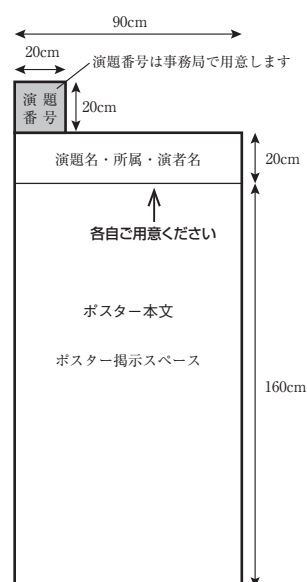 90cm
20cm
演題番号は事務局で用意します
演 題
番 号
20cm
演題名・所属・演者名
20cm
各自ご用意ください
ポスター本文
ポスター掲示スペース
160cm